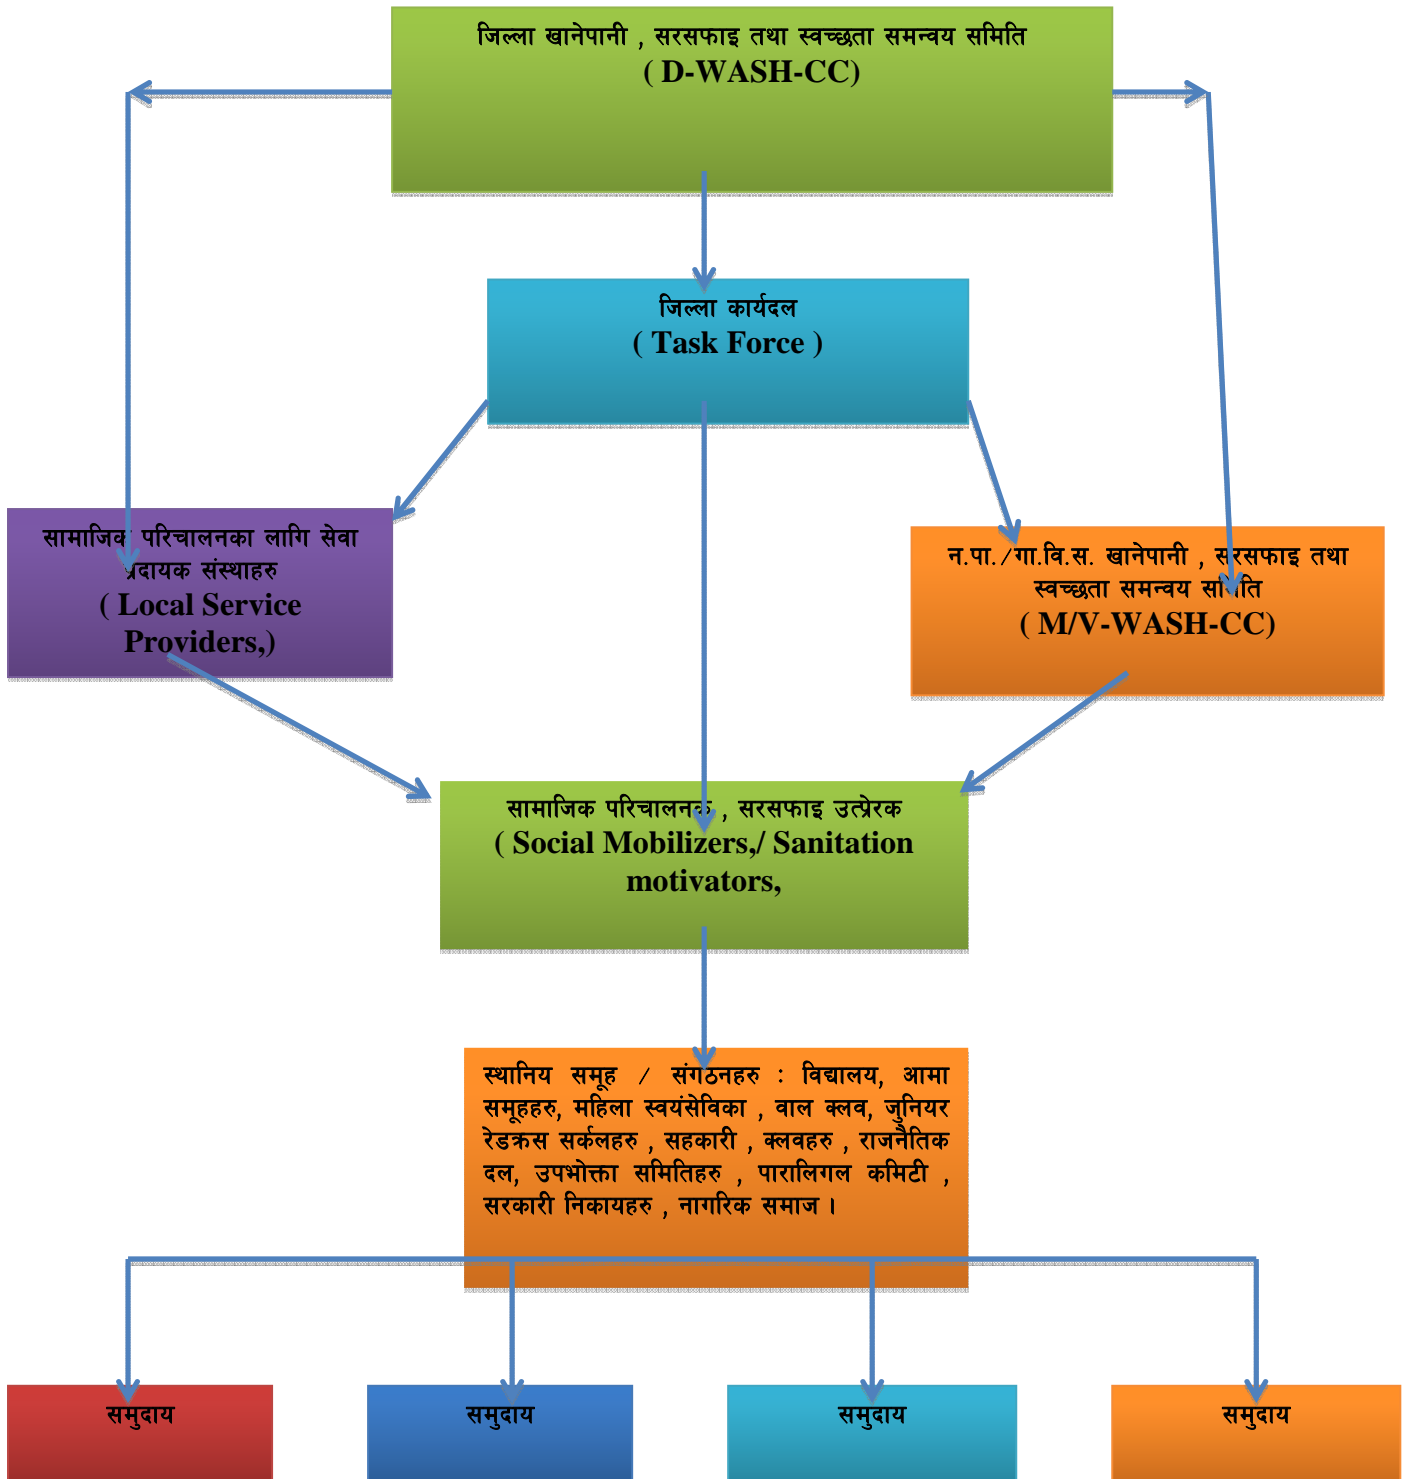 जिल्ला खानेपानी , सरसफाइ तथा स्वच्छता समन्वय समिति
( D-WASH-CC)
जिल्ला कार्यदल
( Task Force )
सामाजिक परिचालनका लागि सेवा
प्रदायक संस्थाहरु
( Local Service
Providers,)
न.पा./गा.वि.स. खानेपानी , सरसफाइ तथा
स्वच्छता समन्वय समिति
( M/V-WASH-CC)
सामाजिक परिचालनक , सरसफाइ उत्प्रेरक
( Social Mobilizers,/ Sanitation
motivators,
स्थानिय समूह / संगठनहरु : विद्यालय, आमा
समूहहरु, महिला स्वयंसेविका , वाल क्लव, जुनियर
रेडक्रस सर्कलहरु , सहकारी , क्लवहरु , राजनैतिक
दल, उपभोक्ता समितिहरु , पारालिगल कमिटी ,
सरकारी निकायहरु , नागरिक समाज ।
समुदाय
समुदाय
समुदाय
समुदाय